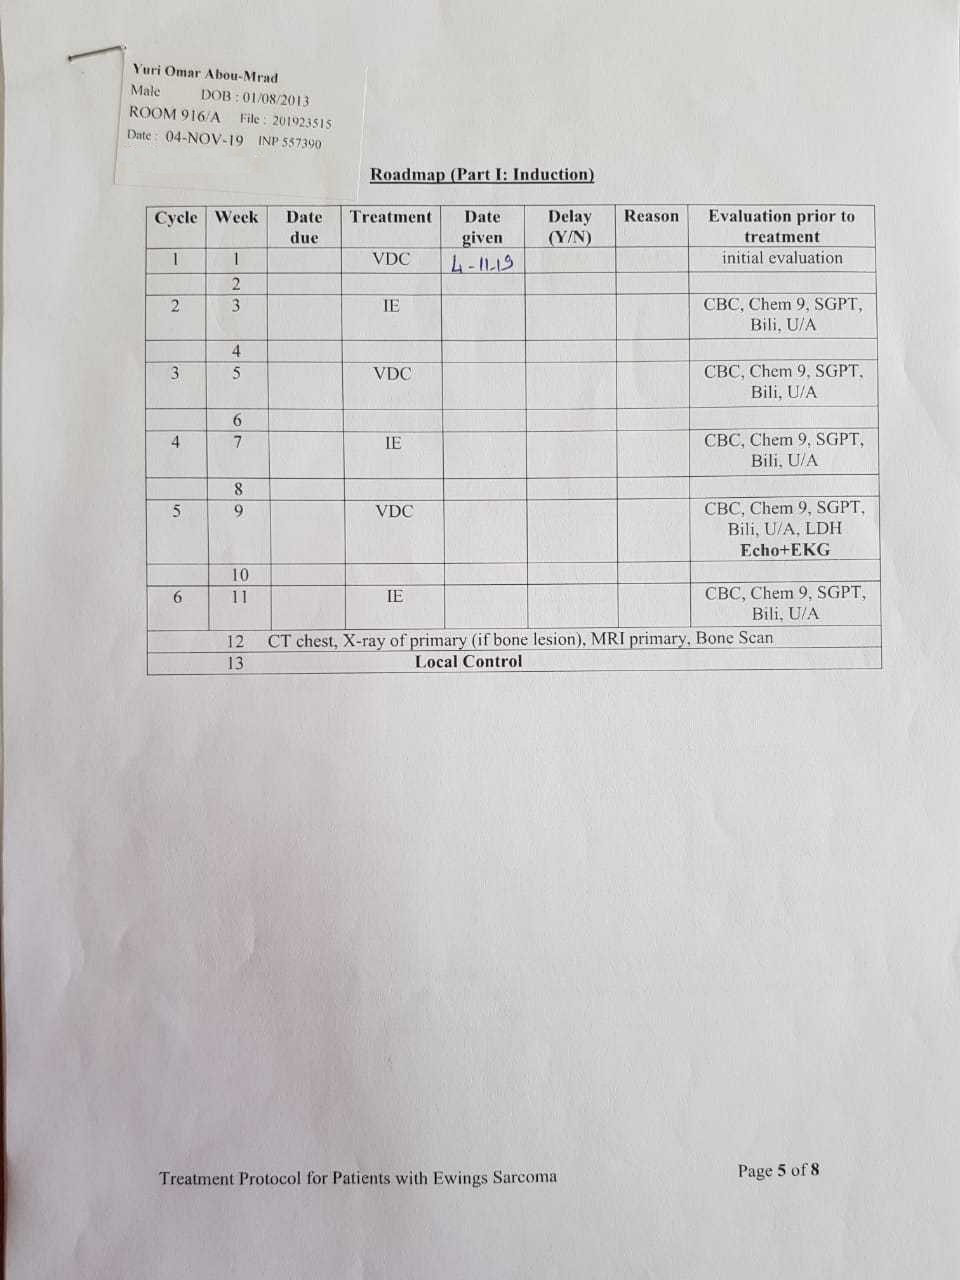 Yuri Omar Abou-Mrad
Male DOB : 01/08/2013
ROOM 916/A File : 201923515
Date : 04-NOV-19 INP 557390
Roadmap (Part I: Induction)
Cycle Week Date due Treatment Date given Delay (Y/N) Reason Evaluation prior to treatment
1 1 VDC 4-11-19 initial evaluation
2
2 3 IE CBC, Chem 9, SGPT,
Bili, U/A
4
3 5 VDC CBC, Chem 9, SGPT,
Bili, U/A
6
4 7 IE CBC, Chem 9, SGPT,
Bili, U/A
8
5 9 VDC CBC, Chem 9, SGPT,
Bili, U/A, LDH
Echo+EKG
10
6 11 IE CBC, Chem 9, SGPT,
Bili, U/A
12 CT chest, X-ray of primary (if bone lesion), MRI primary, Bone Scan
13 Local Control
Treatment Protocol for Patients with Ewings Sarcoma
Page 5 of 8